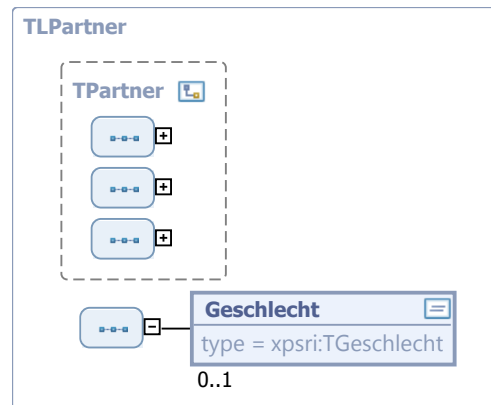 TLPartner
TPartner
Geschlecht
type = xpsri:TGeschlecht
0..1